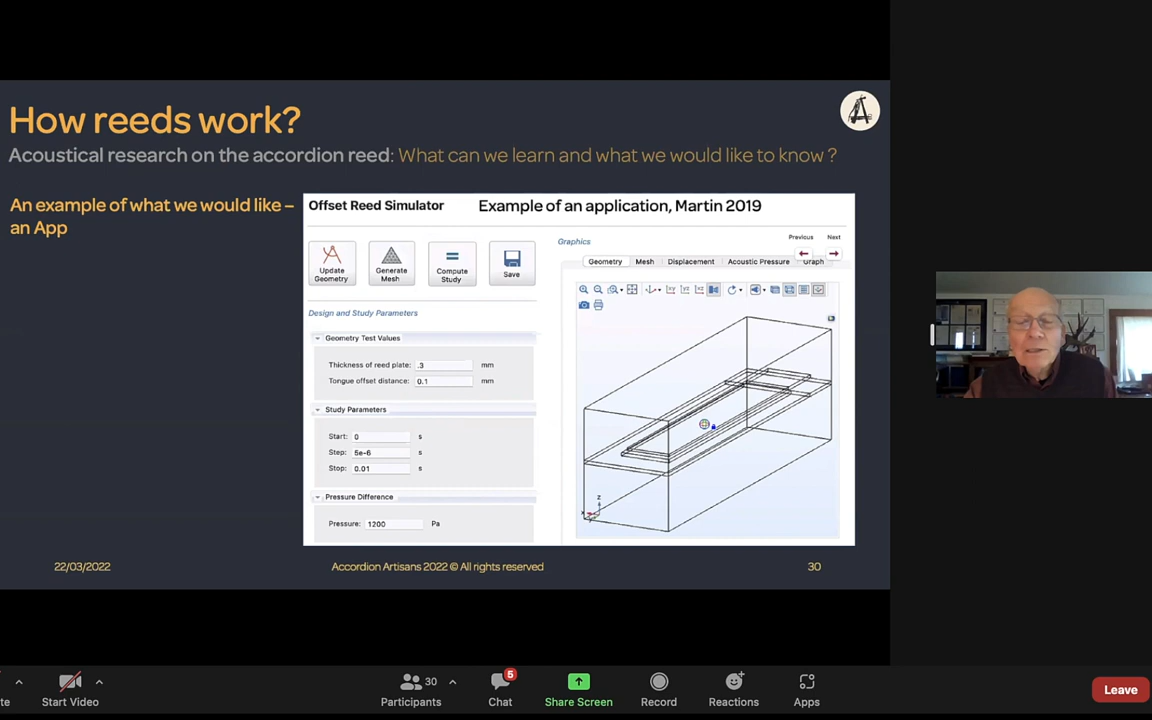 How reeds work?
Acoustical research on the accordion reed: What can we learn and what we would like to know ?
An example of what we would like –
an App
Offset Reed Simulator
Example of an application, Martin 2019
Update
Geometry
Generate
Mesh
Compute
Study
Save
Graphics
Previous
Next
Geometry
Mesh
Displacement
Acoustic Pressure
Graph
Design and Study Parameters
Geometry Test Values
Thickness of reed plate: .3 mm
Tongue offset distance: 0.1 mm
Study Parameters
Start: 0 s
Step: 5e-6 s
Stop: 0.01 s
Pressure Difference
Pressure: 1200 Pa
z
22/03/2022
Accordion Artisans 2022 © All rights reserved
30
te
Start Video
30
Participants
5
Chat
Share Screen
Record
Reactions
Apps
Leave